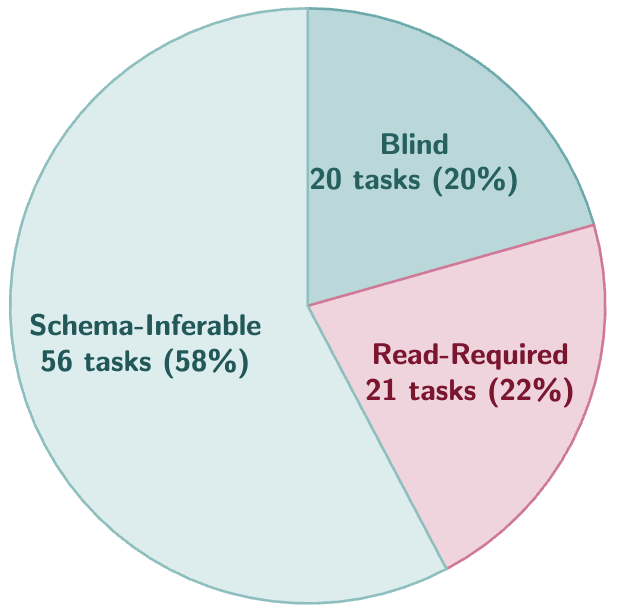 Blind
20 tasks (20%)
Schema-Inferable
56 tasks (58%)
Read-Required
21 tasks (22%)